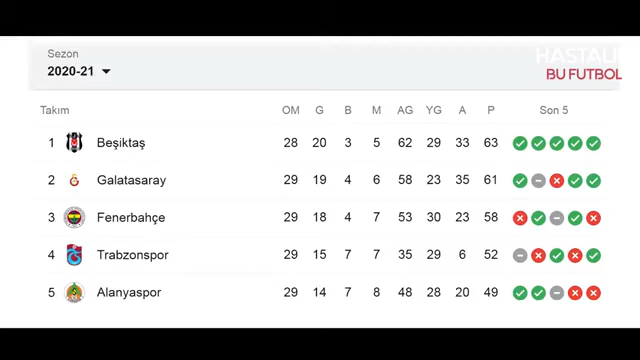 Sezon
2020-21
HASTALI
BU FUTBOL
Takım OM G B M AG YG A P Son 5
1 Beşiktaş 28 20 3 5 62 29 33 63
2 Galatasaray 29 19 4 6 58 23 35 61
3 Fenerbahçe 29 18 4 7 53 30 23 58
4 Trabzonspor 29 15 7 7 35 29 6 52
5 Alanyaspor 29 14 7 8 48 28 20 49